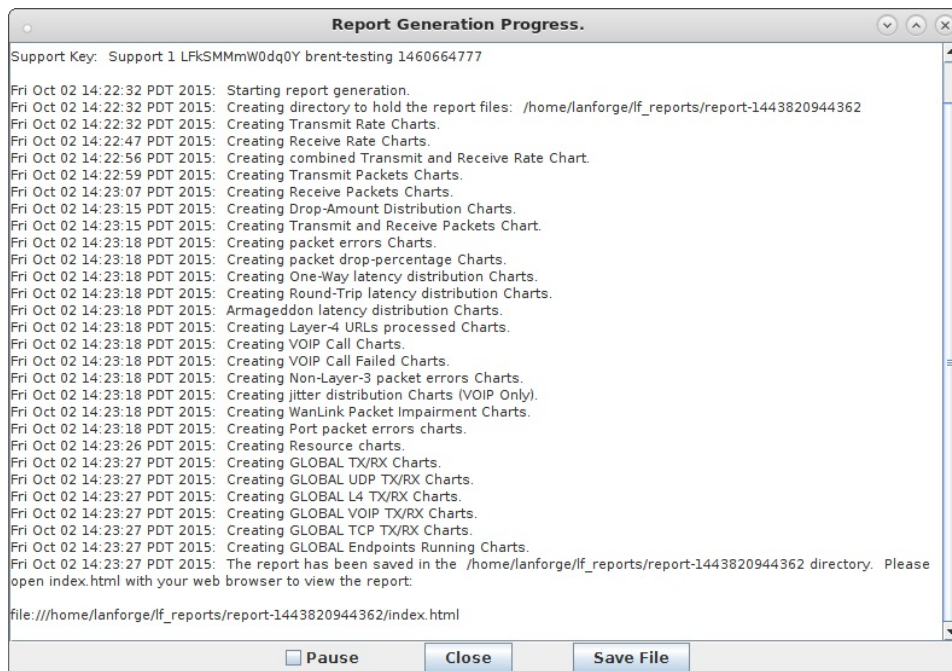 Report Generation Progress.
Support Key:  Support 1 LFkSMMmW0dq0Y brent-testing 1460664777
Fri Oct 02 14:22:32 PDT 2015:  Starting report generation.
Fri Oct 02 14:22:32 PDT 2015:  Creating directory to hold the report files:  /home/lanforge/lf_reports/report-1443820944362
Fri Oct 02 14:22:32 PDT 2015:  Creating Transmit Rate Charts.
Fri Oct 02 14:22:47 PDT 2015:  Creating Receive Rate Charts.
Fri Oct 02 14:22:56 PDT 2015:  Creating combined Transmit and Receive Rate Chart.
Fri Oct 02 14:22:59 PDT 2015:  Creating Transmit Packets Charts.
Fri Oct 02 14:23:07 PDT 2015:  Creating Receive Packets Charts.
Fri Oct 02 14:23:15 PDT 2015:  Creating Drop-Amount Distribution Charts.
Fri Oct 02 14:23:15 PDT 2015:  Creating Transmit and Receive Packets Chart.
Fri Oct 02 14:23:18 PDT 2015:  Creating packet errors Charts.
Fri Oct 02 14:23:18 PDT 2015:  Creating packet drop-percentage Charts.
Fri Oct 02 14:23:18 PDT 2015:  Creating One-Way latency distribution Charts.
Fri Oct 02 14:23:18 PDT 2015:  Creating Round-Trip latency distribution Charts.
Fri Oct 02 14:23:18 PDT 2015:  Armageddon latency distribution Charts.
Fri Oct 02 14:23:18 PDT 2015:  Creating Layer-4 URLs processed Charts.
Fri Oct 02 14:23:18 PDT 2015:  Creating VOIP Call Charts.
Fri Oct 02 14:23:18 PDT 2015:  Creating VOIP Call Failed Charts.
Fri Oct 02 14:23:18 PDT 2015:  Creating Non-Layer-3 packet errors Charts.
Fri Oct 02 14:23:18 PDT 2015:  Creating jitter distribution Charts (VOIP Only).
Fri Oct 02 14:23:18 PDT 2015:  Creating WanLink Packet Impairment Charts.
Fri Oct 02 14:23:18 PDT 2015:  Creating Port packet errors charts.
Fri Oct 02 14:23:26 PDT 2015:  Creating Resource charts.
Fri Oct 02 14:23:27 PDT 2015:  Creating GLOBAL TX/RX Charts.
Fri Oct 02 14:23:27 PDT 2015:  Creating GLOBAL UDP TX/RX Charts.
Fri Oct 02 14:23:27 PDT 2015:  Creating GLOBAL L4 TX/RX Charts.
Fri Oct 02 14:23:27 PDT 2015:  Creating GLOBAL VOIP TX/RX Charts.
Fri Oct 02 14:23:27 PDT 2015:  Creating GLOBAL TCP TX/RX Charts.
Fri Oct 02 14:23:27 PDT 2015:  Creating GLOBAL Endpoints Running Charts.
Fri Oct 02 14:23:27 PDT 2015:  The report has been saved in the  /home/lanforge/lf_reports/report-1443820944362 directory.  Please
open index.html with your web browser to view the report:
file:///home/lanforge/lf_reports/report-1443820944362/index.html
Pause Close Save File